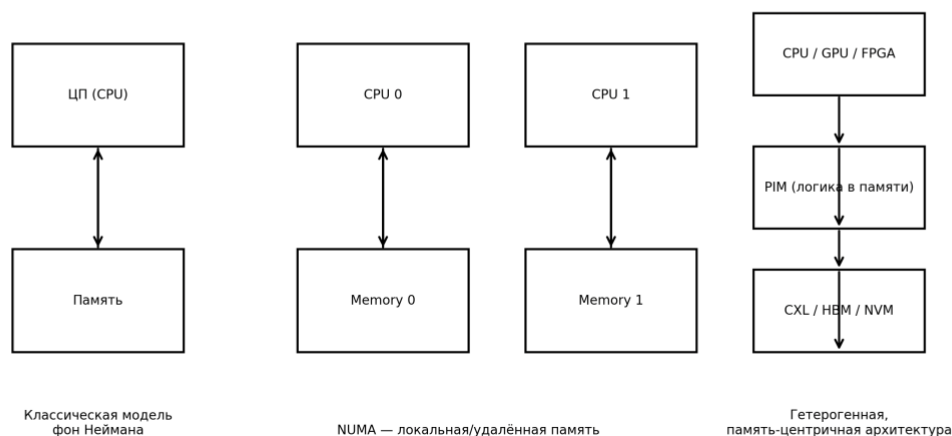 ЦП (CPU)
Память
Классическая модель
фон Неймана
CPU 0
CPU 1
Memory 0
Memory 1
NUMA — локальная/удалённая память
CPU / GPU / FPGA
PIM (логика в памяти)
CXL / HBM / NVM
Гетерогенная,
память-центричная архитектура